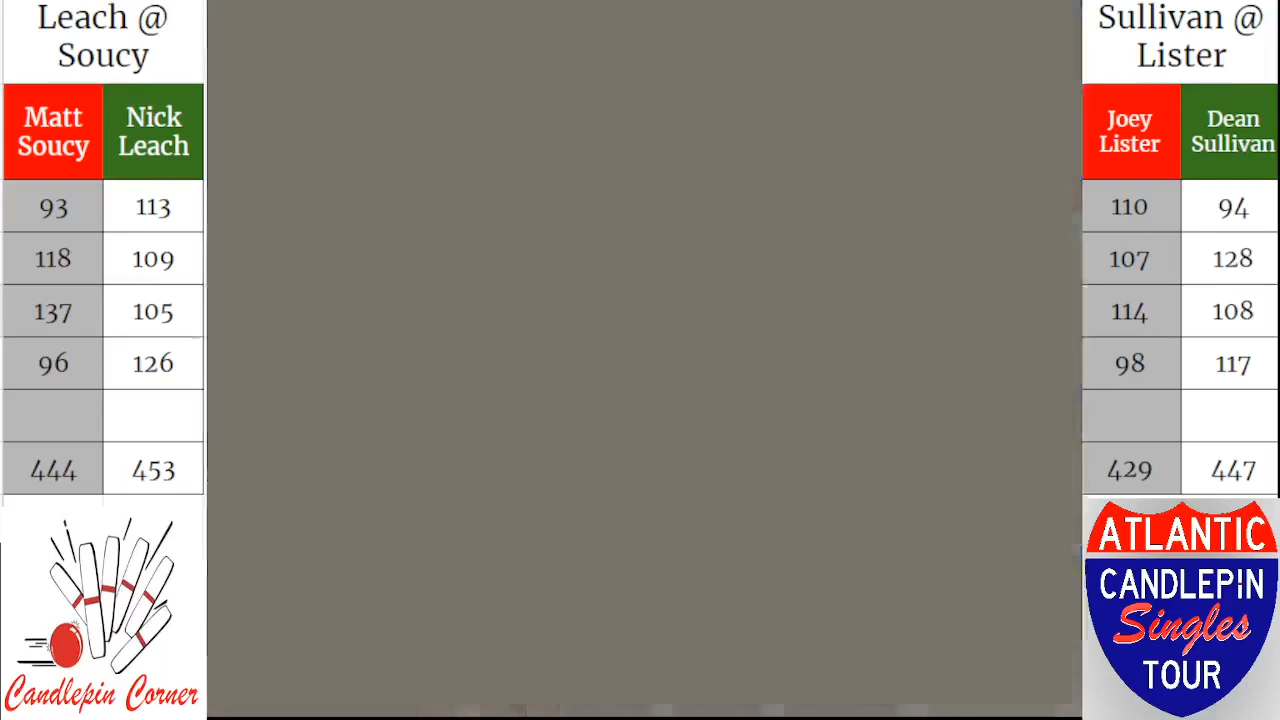 Leach @
Soucy
Matt
Soucy
Nick
Leach
93 113
118 109
137 105
96 126
444 453
Candlepin Corner
Sullivan @
Lister
Joey
Lister
Dean
Sullivan
110 94
107 128
114 108
98 117
429 447
ATLANTIC
CANDLEPIN
Singles
TOUR